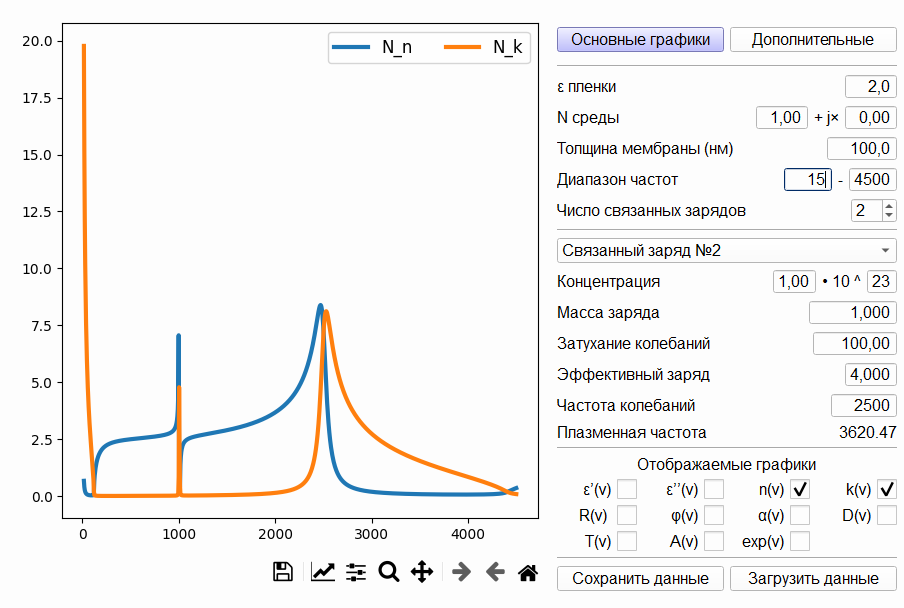 N_n N_k
20.0
17.5
15.0
12.5
10.0
7.5
5.0
2.5
0.0
0 1000 2000 3000 4000
Основные графики Дополнительные
ε пленки 2,0
N среды 1,00 + j× 0,00
Толщина мембраны (нм) 100,0
Диапазон частот 15 - 4500
Число связанных зарядов 2
Связанный заряд №2
Концентрация 1,00 • 10 ^ 23
Масса заряда 1,000
Затухание колебаний 100,00
Эффективный заряд 4,000
Частота колебаний 2500
Плазменная частота 3620.47
Отображаемые графики
ε’(v) ε’’(v) n(v) k(v)
R(v) φ(v) α(v) D(v)
T(v) A(v) exp(v)
Сохранить данные Загрузить данные